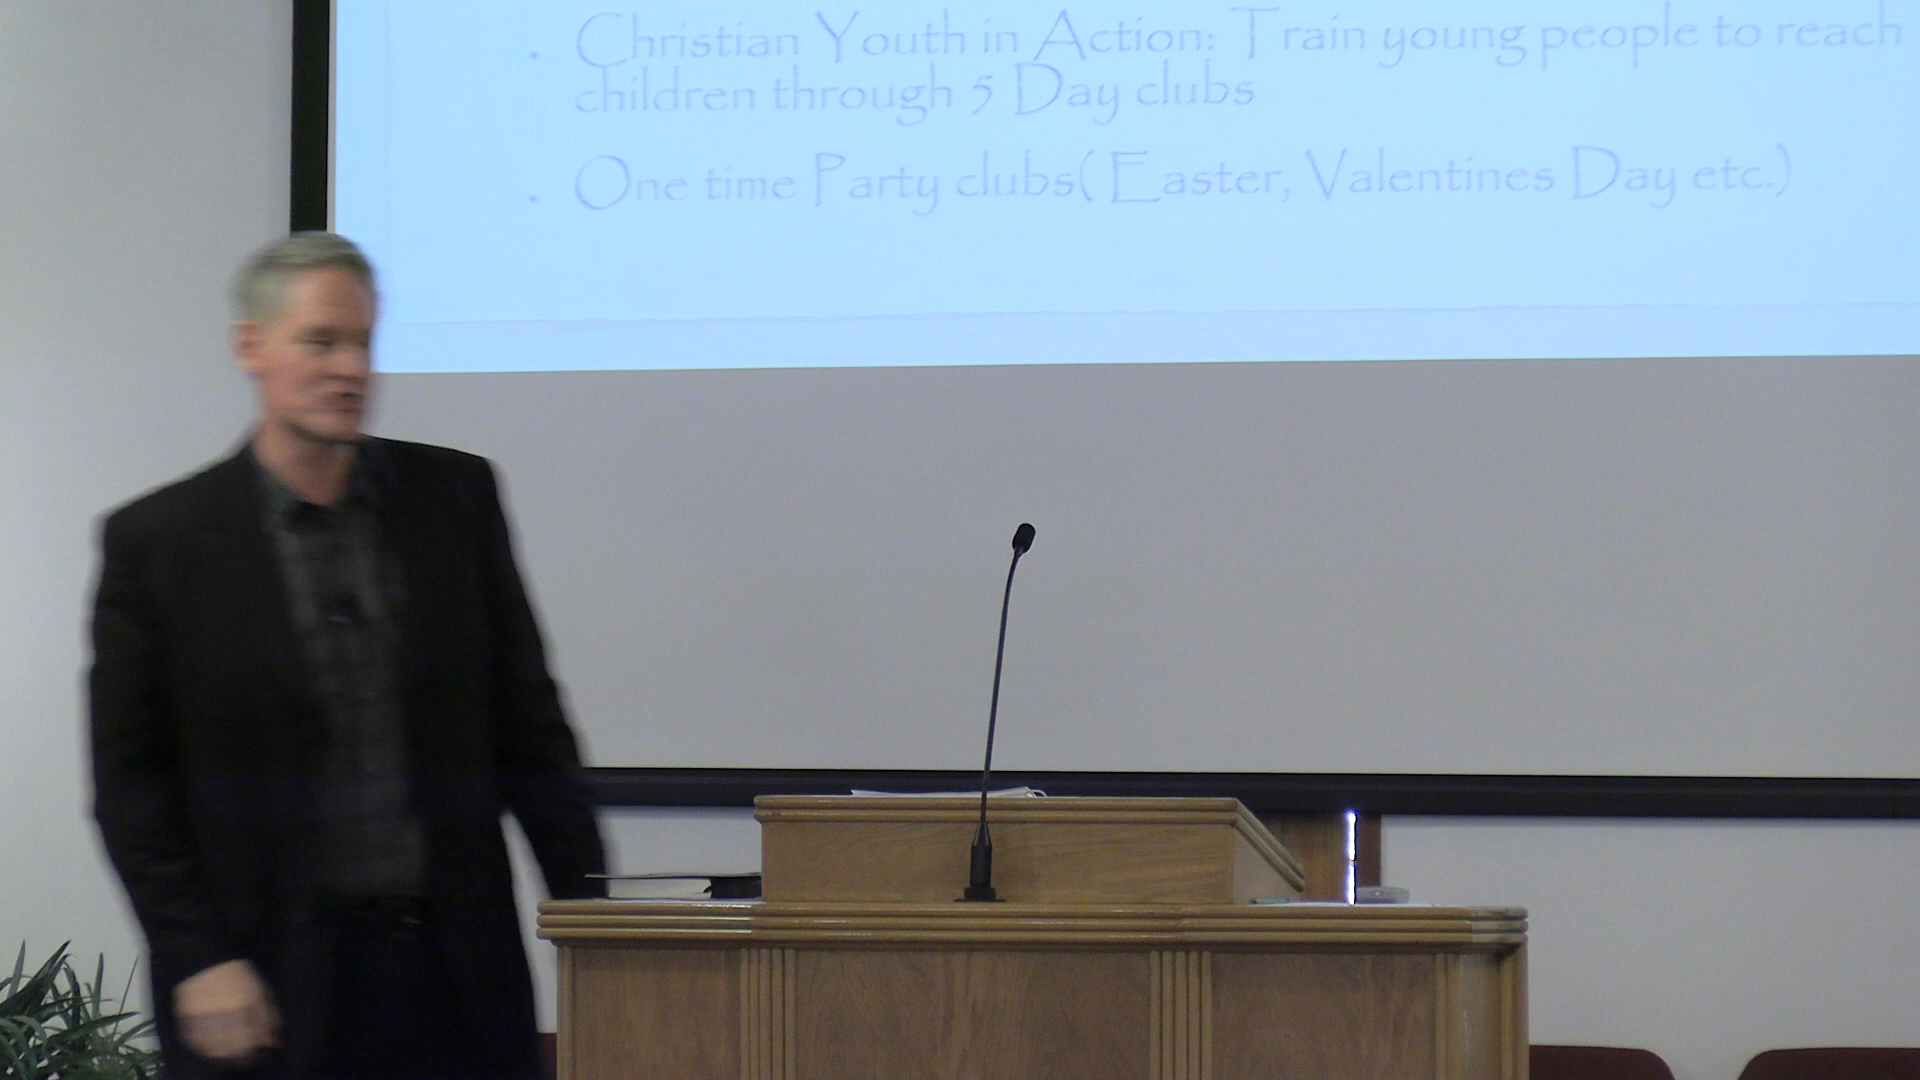 • Christian Youth in Action: Train young people to reach
children through 5 Day clubs
• One time Party clubs( Easter, Valentines Day etc.)